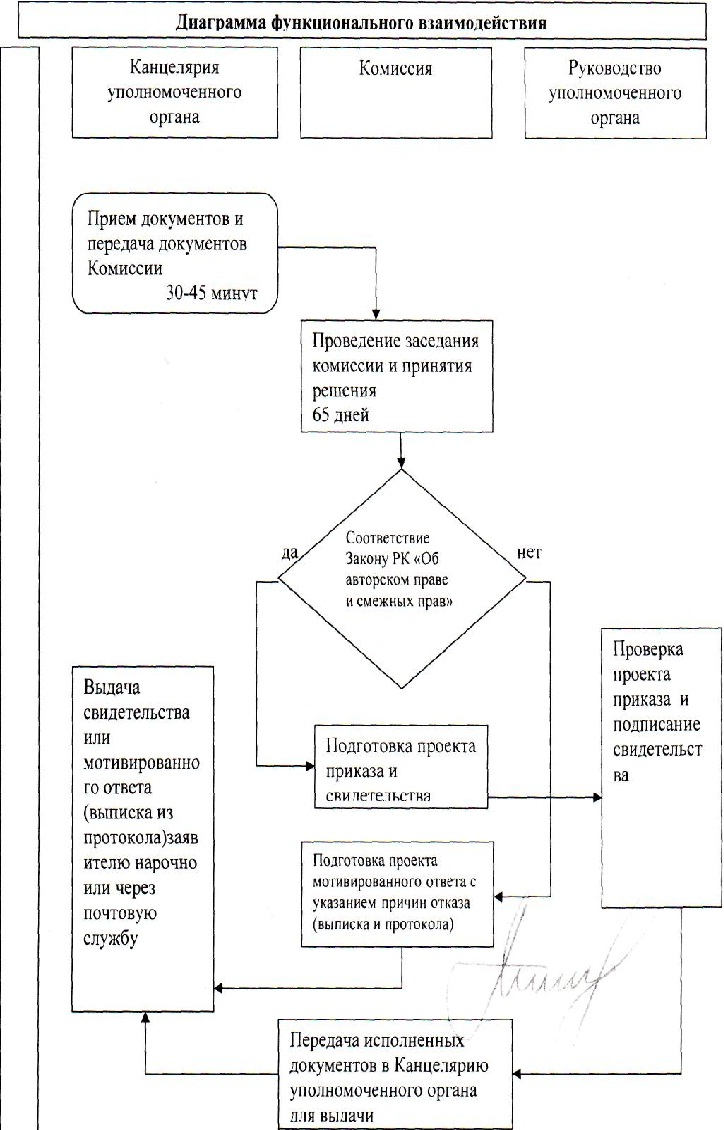 Диаграмма функционального взаимодействия
Канцелярия
уполномоченного
органа
Комиссия
Руководство
уполномоченного
органа
Прием документов и
передача документов
Комиссии
30-45 минут
Проведение заседания
комиссии и принятия
решения
65 дней
Соответствие
Закону РК «Об
авторском праве
и смежных прав»
да
нет
Проверка
проекта
приказа и
подписание
свидетельст
ва
Выдача
свидетельства
или
мотивированно
го ответа
(выписка из
протокола)заяв
ителю нарочно
или через
почтовую
службу
Подготовка проекта
приказа и
свидетельства
Подготовка проекта
мотивированного ответа с
указанием причин отказа
(выписка и протокола)
Передача исполненных
документов в Канцелярию
уполномоченного органа
для выдачи